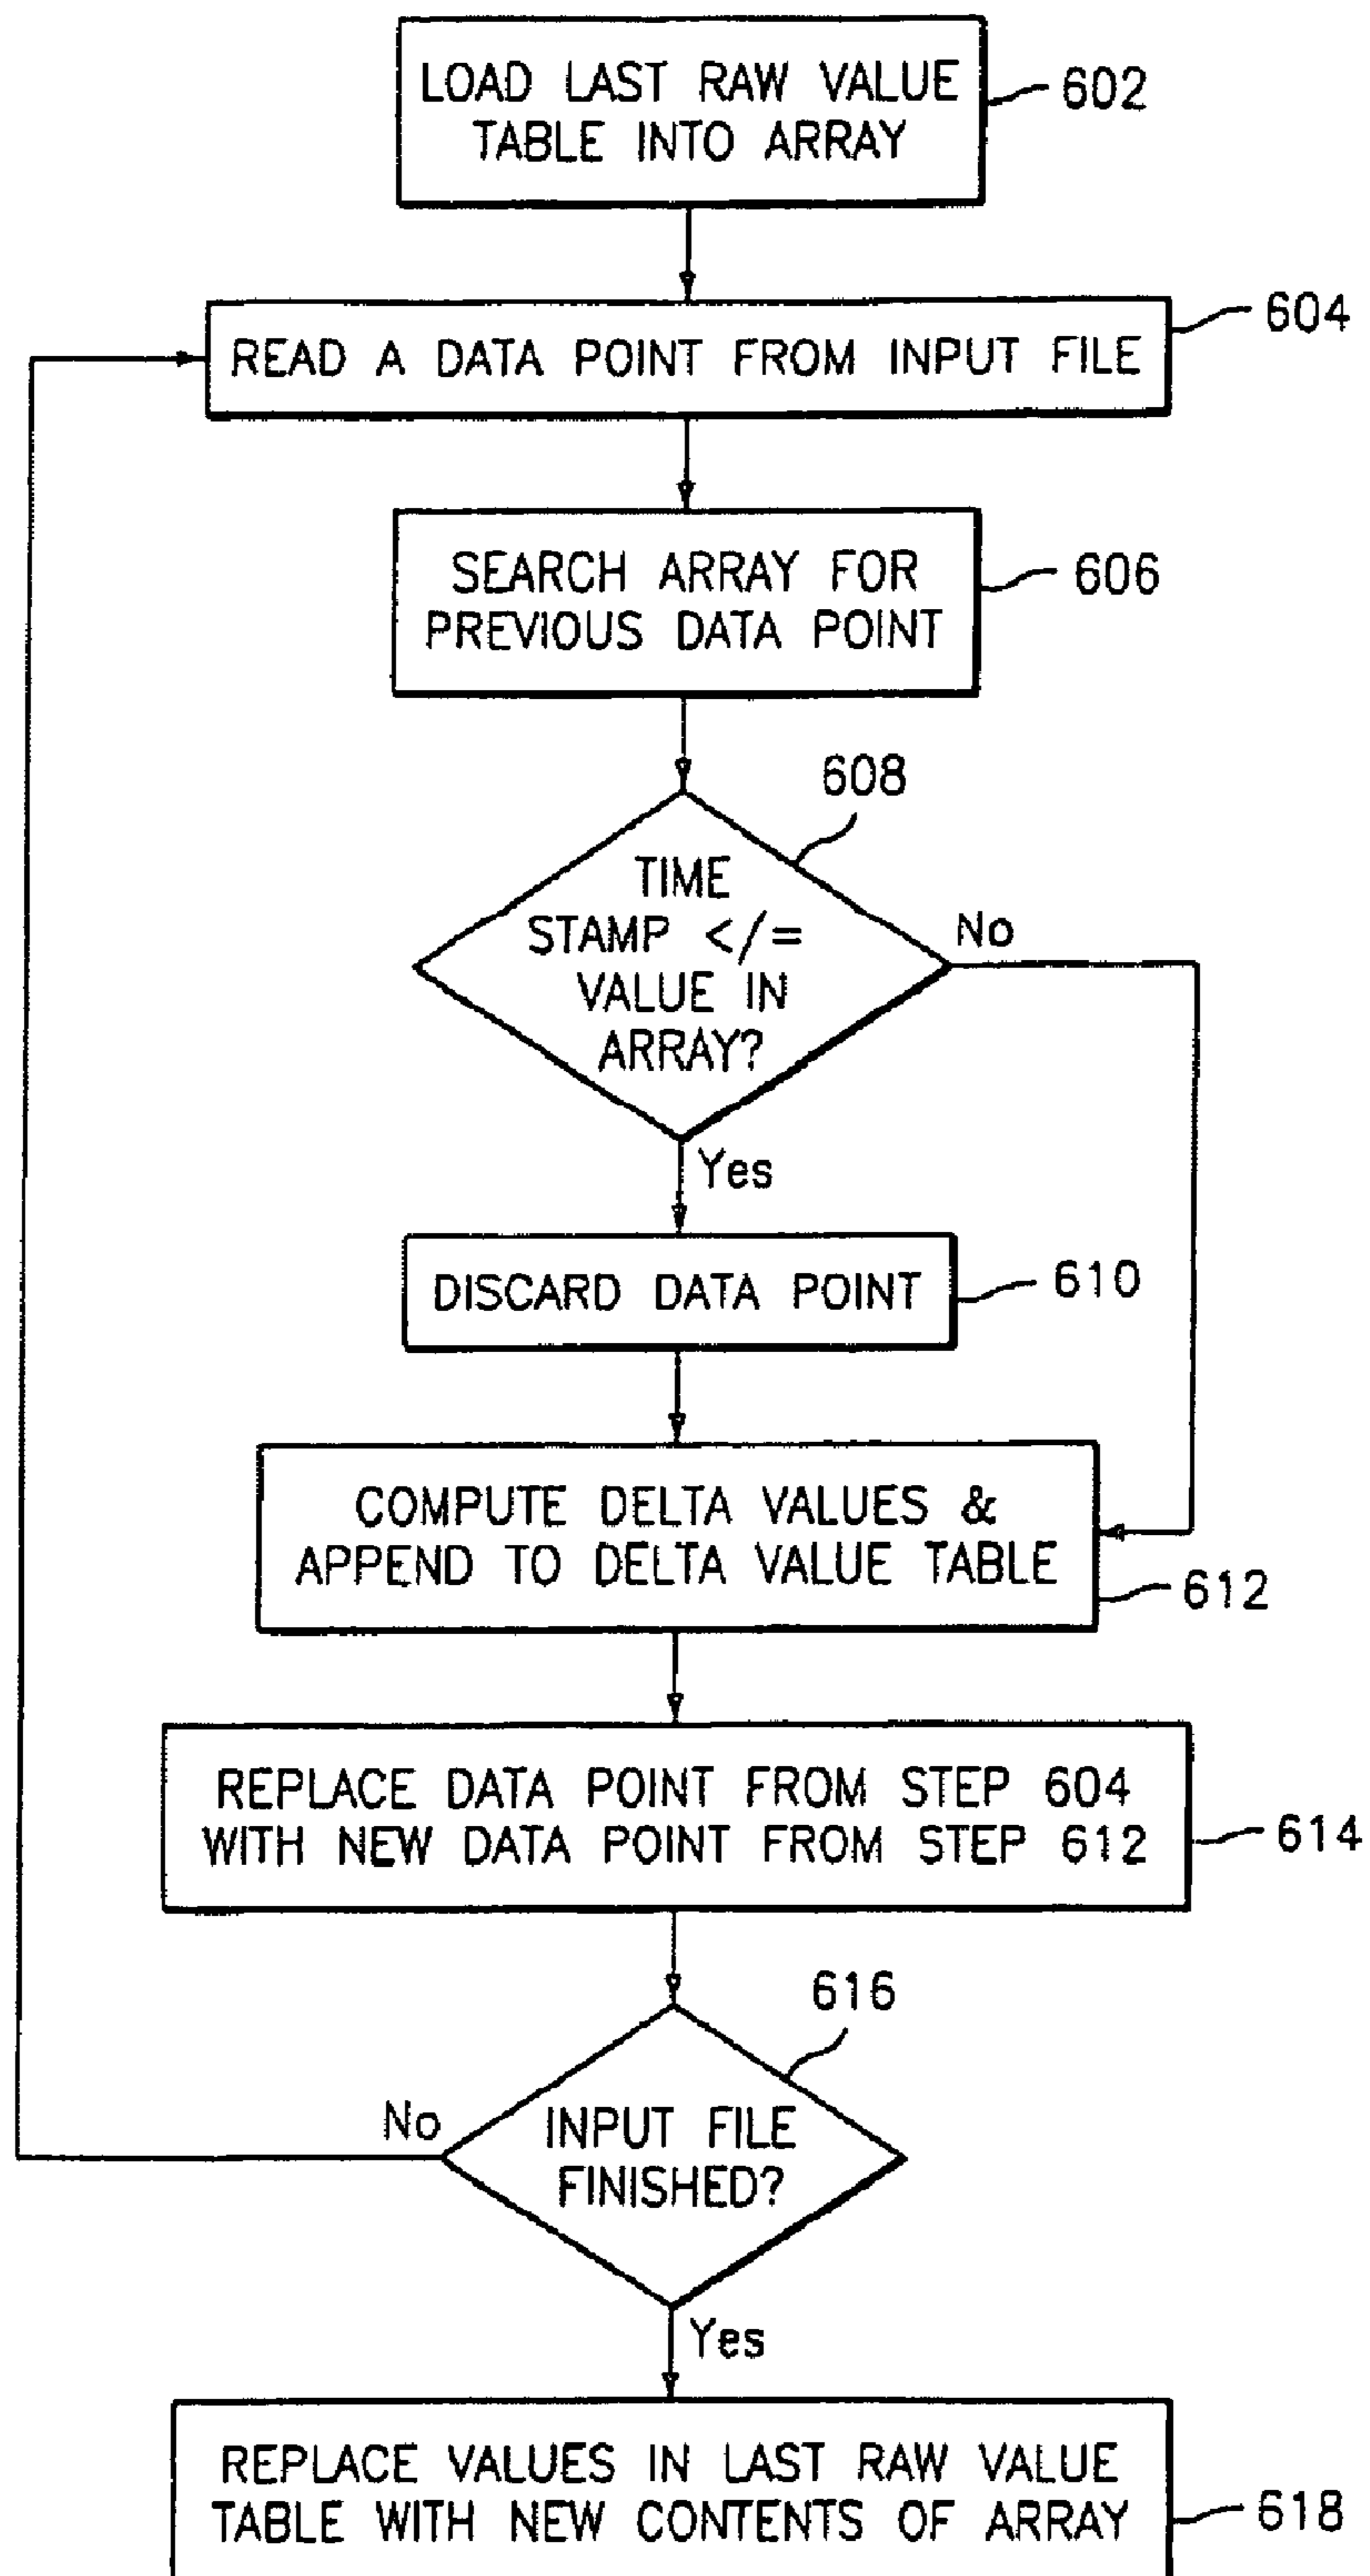 LOAD LAST RAW VALUE
TABLE INTO ARRAY
602
604
READ A DATA POINT FROM INPUT FILE
SEARCH ARRAY FOR
PREVIOUS DATA POINT
606
608
TIME
STAMP </=
VALUE IN
ARRAY?
No
Yes
DISCARD DATA POINT
610
COMPUTE DELTA VALUES &
APPEND TO DELTA VALUE TABLE
612
REPLACE DATA POINT FROM STEP 604
WITH NEW DATA POINT FROM STEP 612
614
616
No
INPUT FILE
FINISHED?
Yes
REPLACE VALUES IN LAST RAW VALUE
TABLE WITH NEW CONTENTS OF ARRAY
618